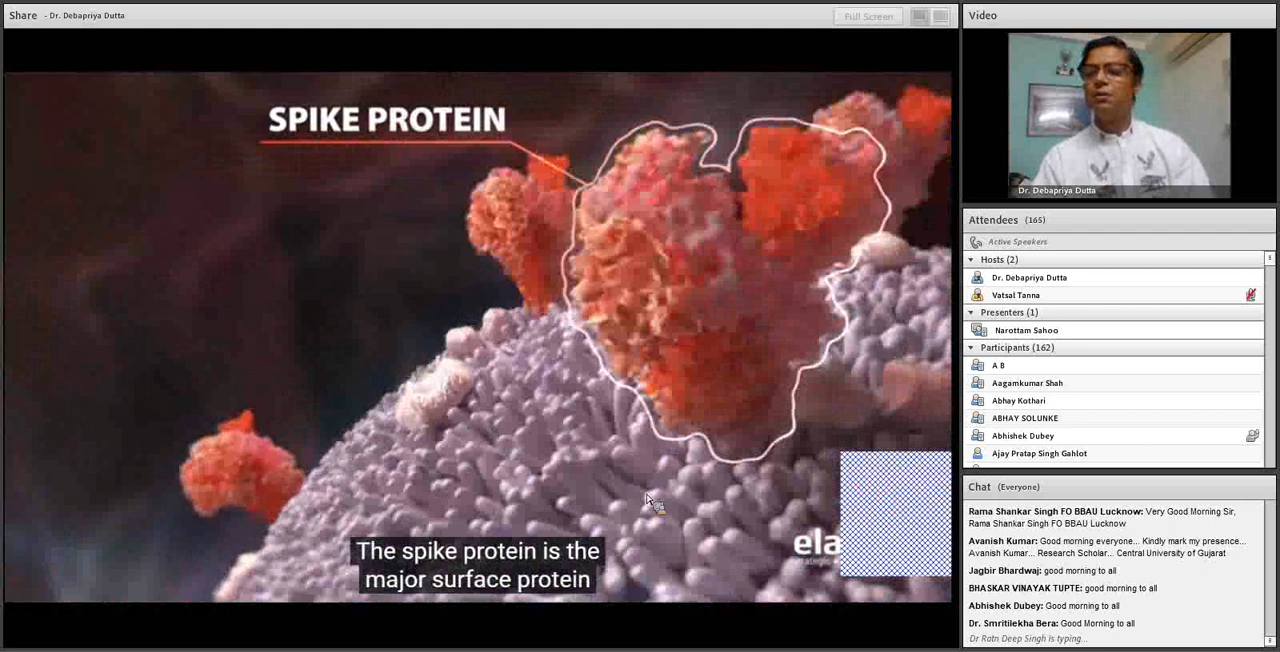 Share - Dr. Debapriya Dutta
Full Screen
SPIKE PROTEIN
The spike protein is the
major surface protein
ela
Video
Dr. Debapriya Dutta
Attendees (165)
Active Speakers
Hosts (2)
Dr. Debapriya Dutta
Vatsal Tanna
Presenters (1)
Narottam Sahoo
Participants (162)
A B
Aagamkumar Shah
Abhay Kothari
ABHAY SOLUNKE
Abhishek Dubey
Ajay Pratap Singh Gahlot
Chat (Everyone)
Rama Shankar Singh FO BBAU Lucknow: Very Good Morning Sir,
Rama Shankar Singh FO BBAU Lucknow
Avanish Kumar: Good morning everyone... Kindly mark my presence...
Avanish Kumar... Research Scholar... Central University of Gujarat
Jagbir Bhardwaj: good morning to all
BHASKAR VINAYAK TUPTE: good morning to all
Abhishek Dubey: Good morning to all
Dr. Smritilekha Bera: Good Morning to all
Dr Ratn Deep Singh is typing...